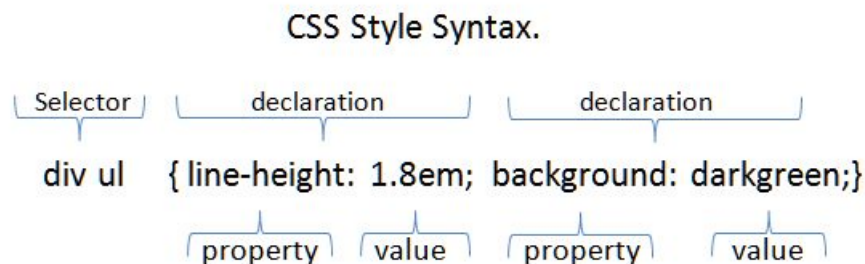 CSS Style Syntax.
Selector declaration declaration
div ul { line-height: 1.8em; background: darkgreen;}
property value property value